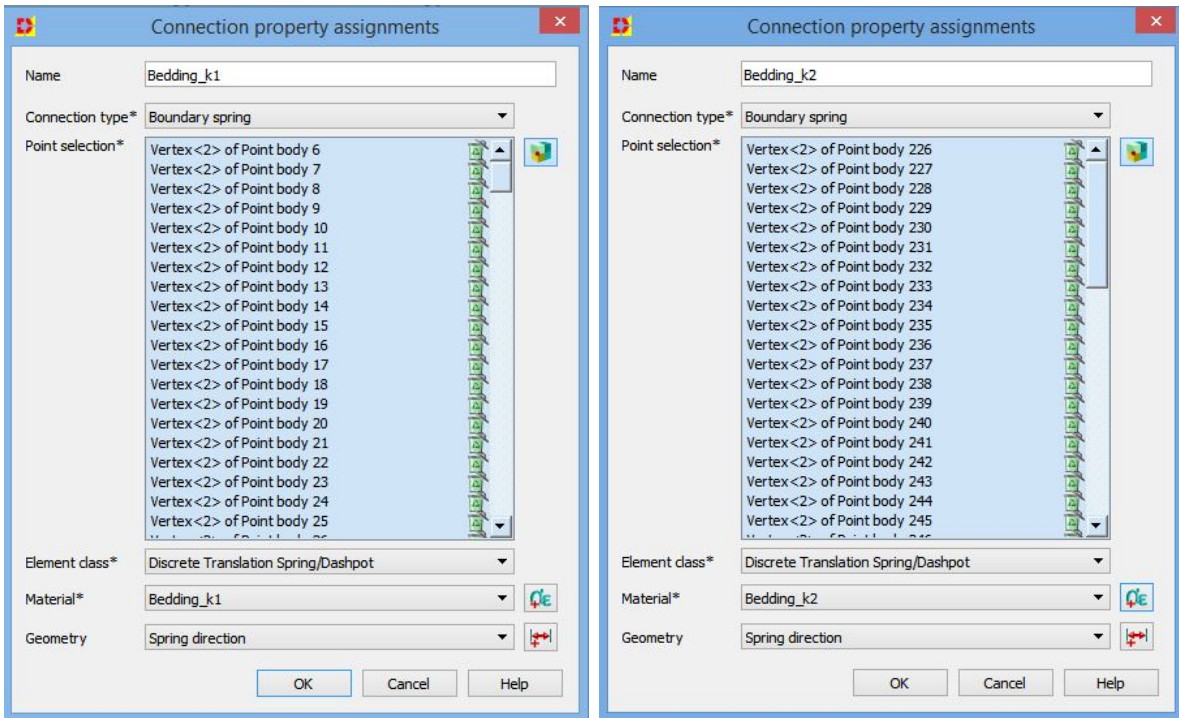 Connection property assignments
Name Bedding_k1
Connection type* Boundary spring
Point selection* Vertex<2> of Point body 6
Vertex<2> of Point body 7
Vertex<2> of Point body 8
Vertex<2> of Point body 9
Vertex<2> of Point body 10
Vertex<2> of Point body 11
Vertex<2> of Point body 12
Vertex<2> of Point body 13
Vertex<2> of Point body 14
Vertex<2> of Point body 15
Vertex<2> of Point body 16
Vertex<2> of Point body 17
Vertex<2> of Point body 18
Vertex<2> of Point body 19
Vertex<2> of Point body 20
Vertex<2> of Point body 21
Vertex<2> of Point body 22
Vertex<2> of Point body 23
Vertex<2> of Point body 24
Vertex<2> of Point body 25
Element class* Discrete Translation Spring/Dashpot
Material* Bedding_k1
Geometry Spring direction
OK Cancel Help
Connection property assignments
Name Bedding_k2
Connection type* Boundary spring
Point selection* Vertex<2> of Point body 226
Vertex<2> of Point body 227
Vertex<2> of Point body 228
Vertex<2> of Point body 229
Vertex<2> of Point body 230
Vertex<2> of Point body 231
Vertex<2> of Point body 232
Vertex<2> of Point body 233
Vertex<2> of Point body 234
Vertex<2> of Point body 235
Vertex<2> of Point body 236
Vertex<2> of Point body 237
Vertex<2> of Point body 238
Vertex<2> of Point body 239
Vertex<2> of Point body 240
Vertex<2> of Point body 241
Vertex<2> of Point body 242
Vertex<2> of Point body 243
Vertex<2> of Point body 244
Vertex<2> of Point body 245
Element class* Discrete Translation Spring/Dashpot
Material* Bedding_k2
Geometry Spring direction
OK Cancel Help